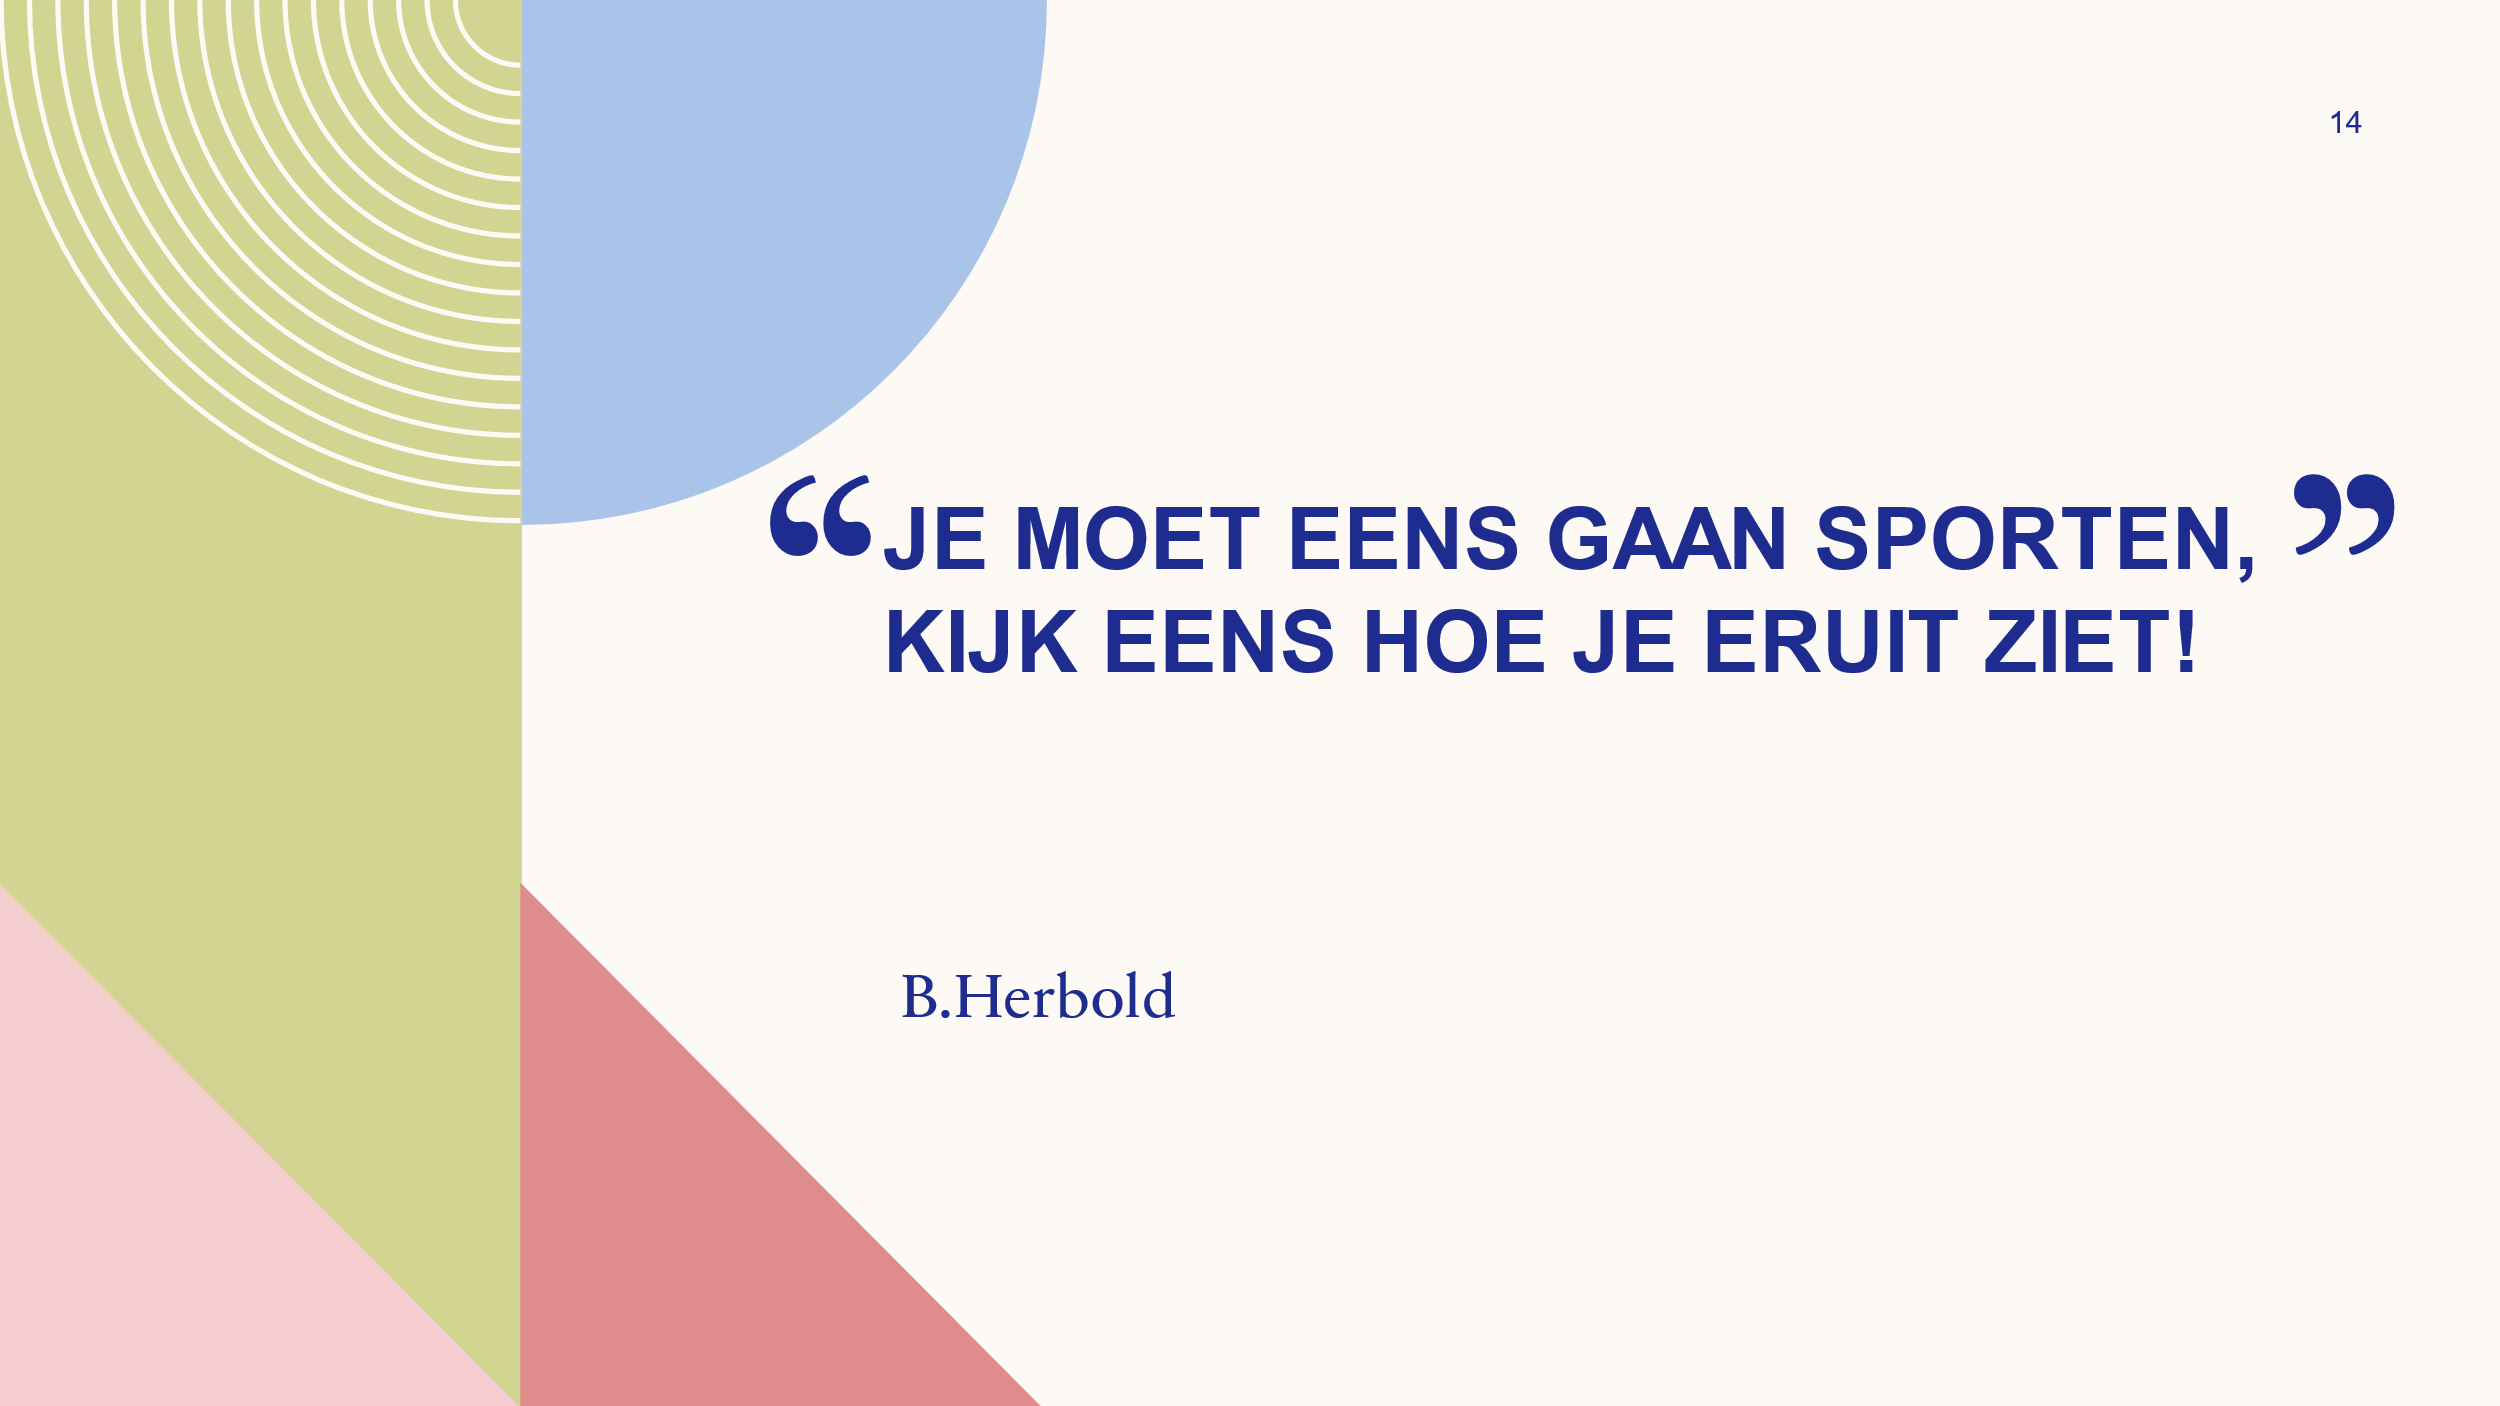 14
“JE MOET EENS GAAN SPORTEN,”
KIJK EENS HOE JE ERUIT ZIET!
B.Herbold